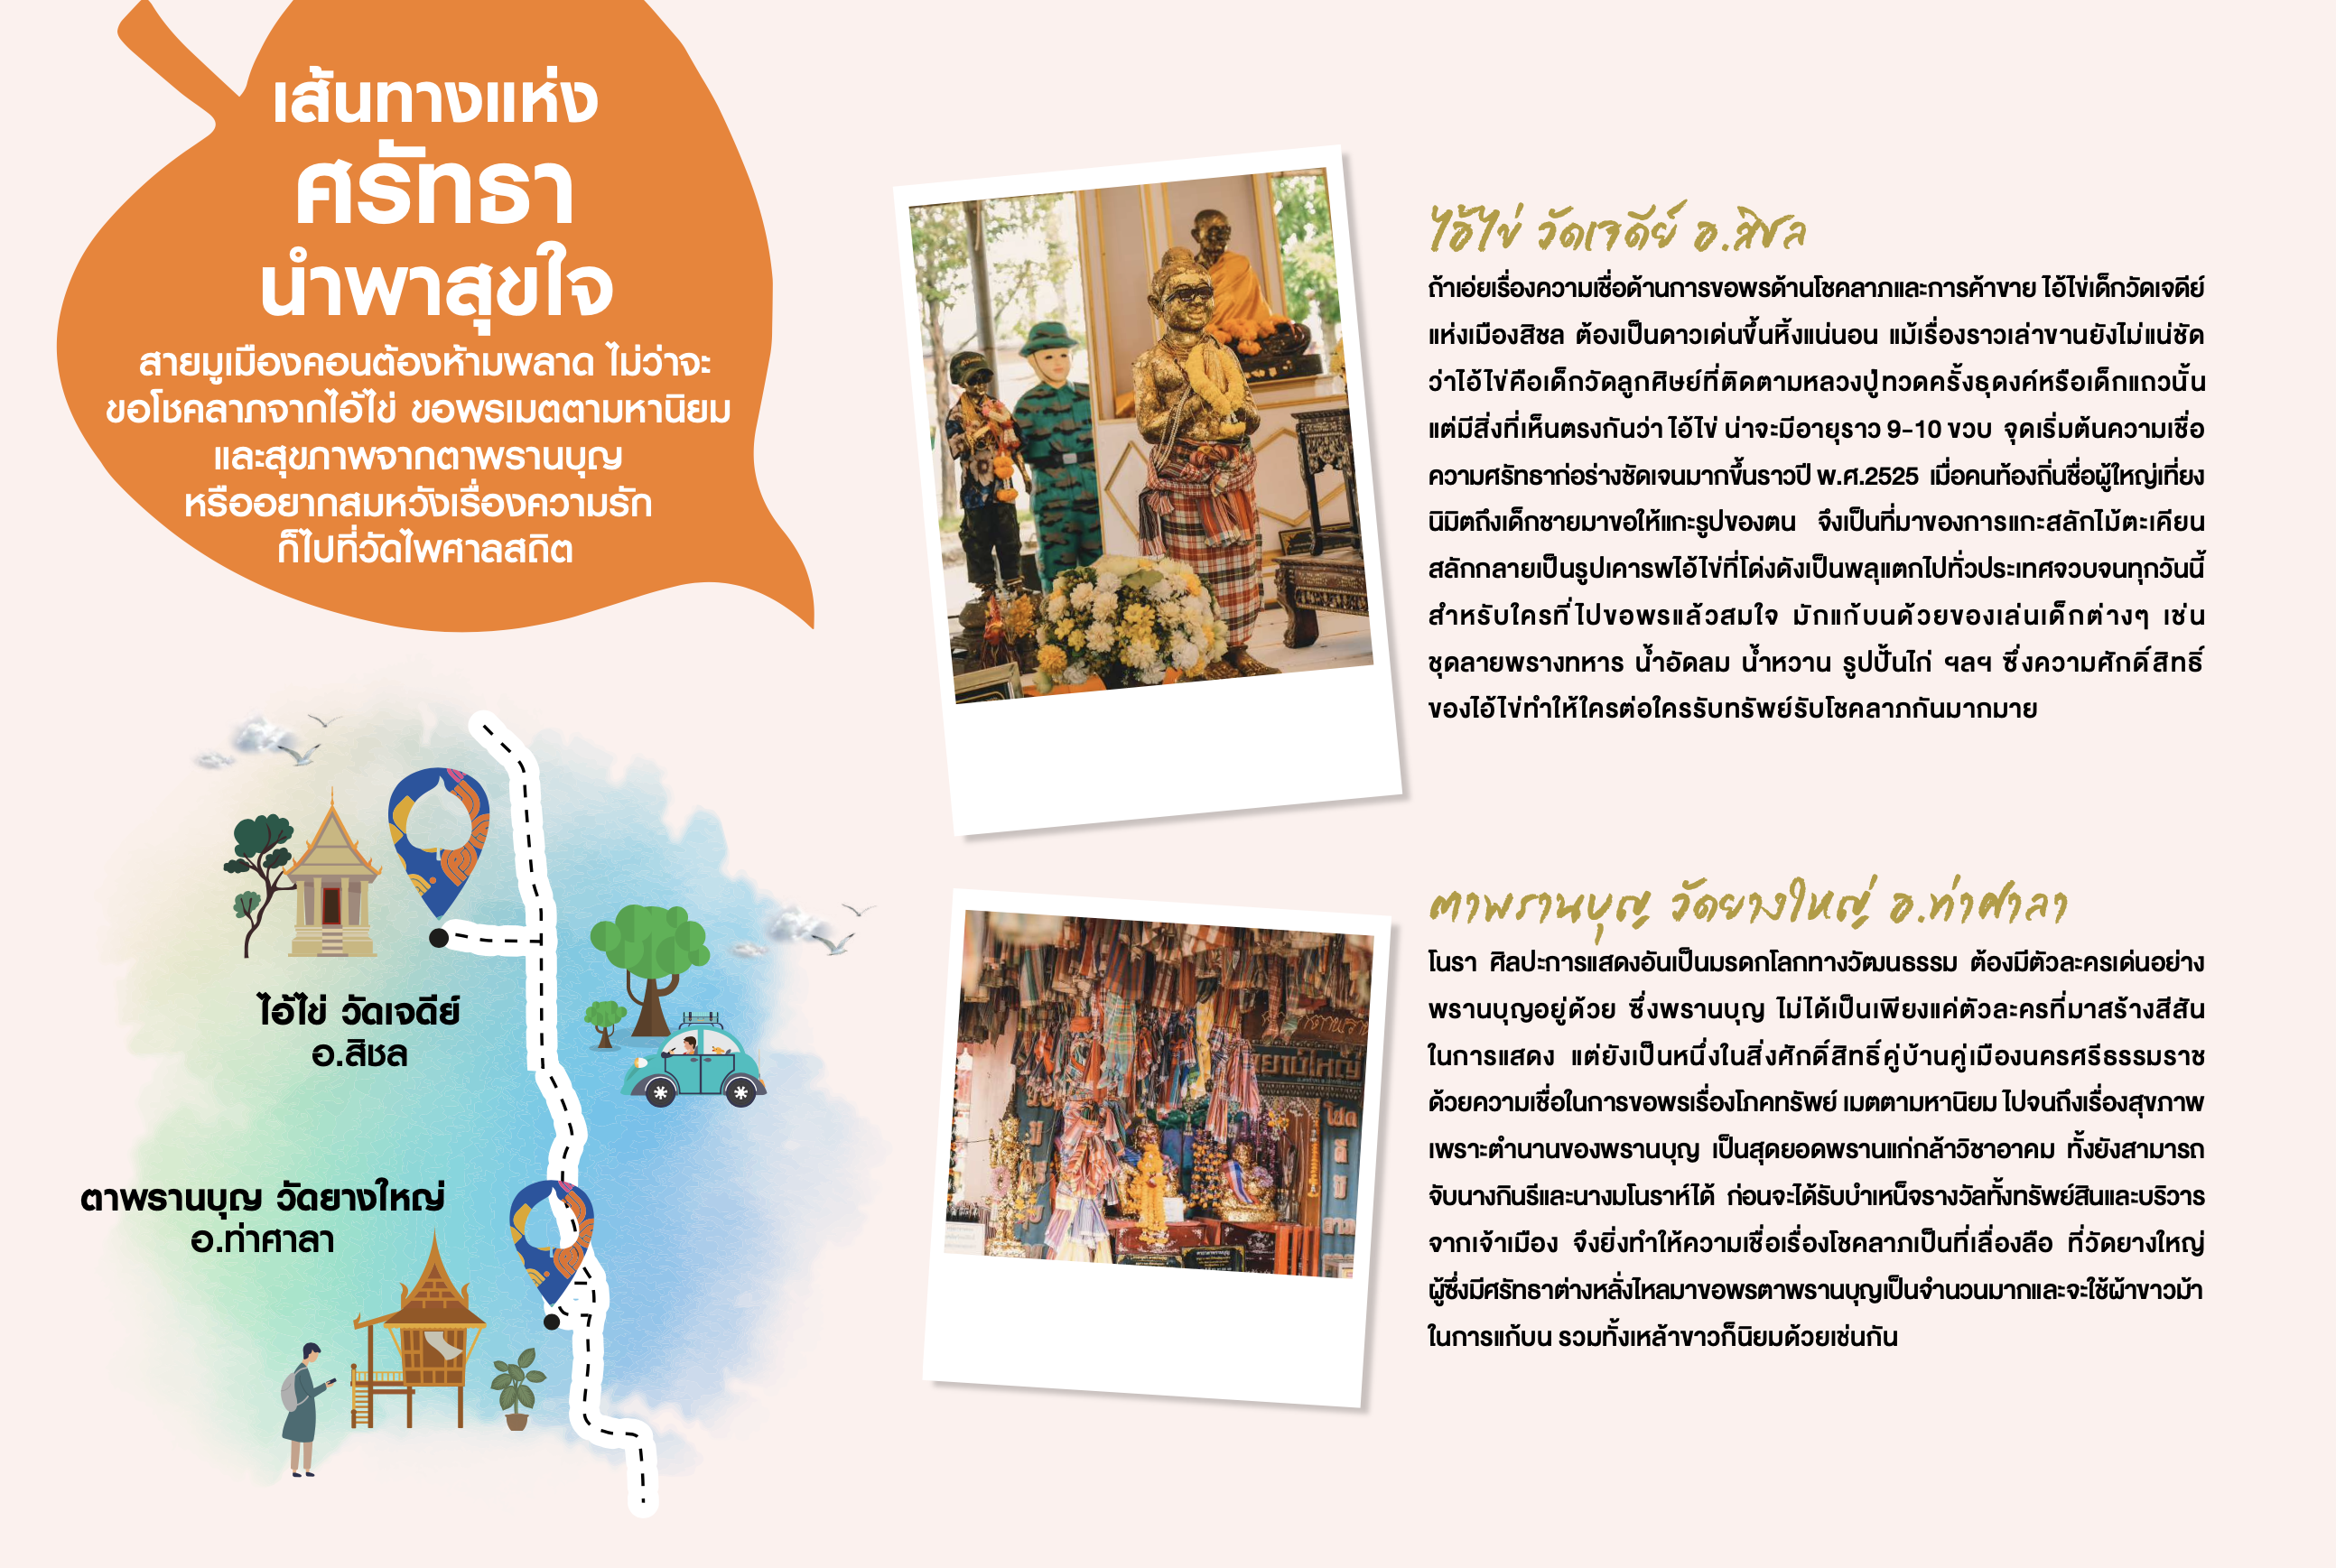 เส้นทางแห่ง
ศรัทธา
นำพาสุขใจ
สายมูเมืองคอนต้องห้ามพลาด ไม่ว่าจะ
ขอโชคลาภจากไอ้ไข่ ขอพรเมตตามหานิยม
และสุขภาพจากตาพรานบุญ
หรืออยากสมหวังเรื่องความรัก
ก็ไปที่วัดไพศาลสถิต
ไอ้ไข่ วัดเจดีย์
อ.สิชล
ตาพรานบุญ วัดยางใหญ่
อ.ท่าศาลา
ไอ้ไข่ วัดเจดีย์ อ.สิชล
ถ้าเอ่ยเรื่องความเชื่อด้านการขอพรด้านโชคลาภและการค้าขาย ไอ้ไข่เด็กวัดเจดีย์
แห่งเมืองสิชล ต้องเป็นดาวเด่นขึ้นหิ้งแน่นอน แม้เรื่องราวเล่าขานยังไม่แน่ชัด
ว่าไอ้ไข่คือเด็กวัดลูกศิษย์ที่ติดตามหลวงปู่ทวดครั้งธุดงค์หรือเด็กแถวนั้น
แต่มีสิ่งที่เห็นตรงกันว่า ไอ้ไข่ น่าจะมีอายุราว 9-10 ขวบ จุดเริ่มต้นความเชื่อ
ความศรัทธาก่อร่างชัดเจนมากขึ้นราวปี พ.ศ.2525 เมื่อคนท้องถิ่นชื่อผู้ใหญ่เที่ยง
นิมิตถึงเด็กชายมาขอให้แกะรูปของตน จึงเป็นที่มาของการแกะสลักไม้ตะเคียน
สลักกลายเป็นรูปเคารพไอ้ไข่ที่โด่งดังเป็นพลุแตกไปทั่วประเทศจวบจนทุกวันนี้
สำหรับใครที่ไปขอพรแล้วสมใจ มักแก้บนด้วยของเล่นเด็กต่างๆ เช่น
ชุดลายพรางทหาร น้ำอัดลม น้ำหวาน รูปปั้นไก่ ฯลฯ ซึ่งความศักดิ์สิทธิ์
ของไอ้ไข่ทำให้ใครต่อใครรับทรัพย์รับโชคลาภกันมากมาย
ตาพรานบุญ วัดยางใหญ่ อ.ท่าศาลา
โนรา ศิลปะการแสดงอันเป็นมรดกโลกทางวัฒนธรรม ต้องมีตัวละครเด่นอย่าง
พรานบุญอยู่ด้วย ซึ่งพรานบุญ ไม่ได้เป็นเพียงแค่ตัวละครที่มาสร้างสีสัน
ในการแสดง แต่ยังเป็นหนึ่งในสิ่งศักดิ์สิทธิ์คู่บ้านคู่เมืองนครศรีธรรมราช
ด้วยความเชื่อในการขอพรเรื่องโภคทรัพย์ เมตตามหานิยม ไปจนถึงเรื่องสุขภาพ
เพราะตำนานของพรานบุญ เป็นสุดยอดพรานแก่กล้าวิชาอาคม ทั้งยังสามารถ
จับนางกินรีและนางมโนราห์ได้ ก่อนจะได้รับบำเหน็จรางวัลทั้งทรัพย์สินและบริวาร
จากเจ้าเมือง จึงยิ่งทำให้ความเชื่อเรื่องโชคลาภเป็นที่เลื่องลือ ที่วัดยางใหญ่
ผู้ซึ่งมีศรัทธาต่างหลั่งไหลมาขอพรตาพรานบุญเป็นจำนวนมากและจะใช้ผ้าขาวม้า
ในการแก้บน รวมทั้งเหล้าขาวก็นิยมด้วยเช่นกัน